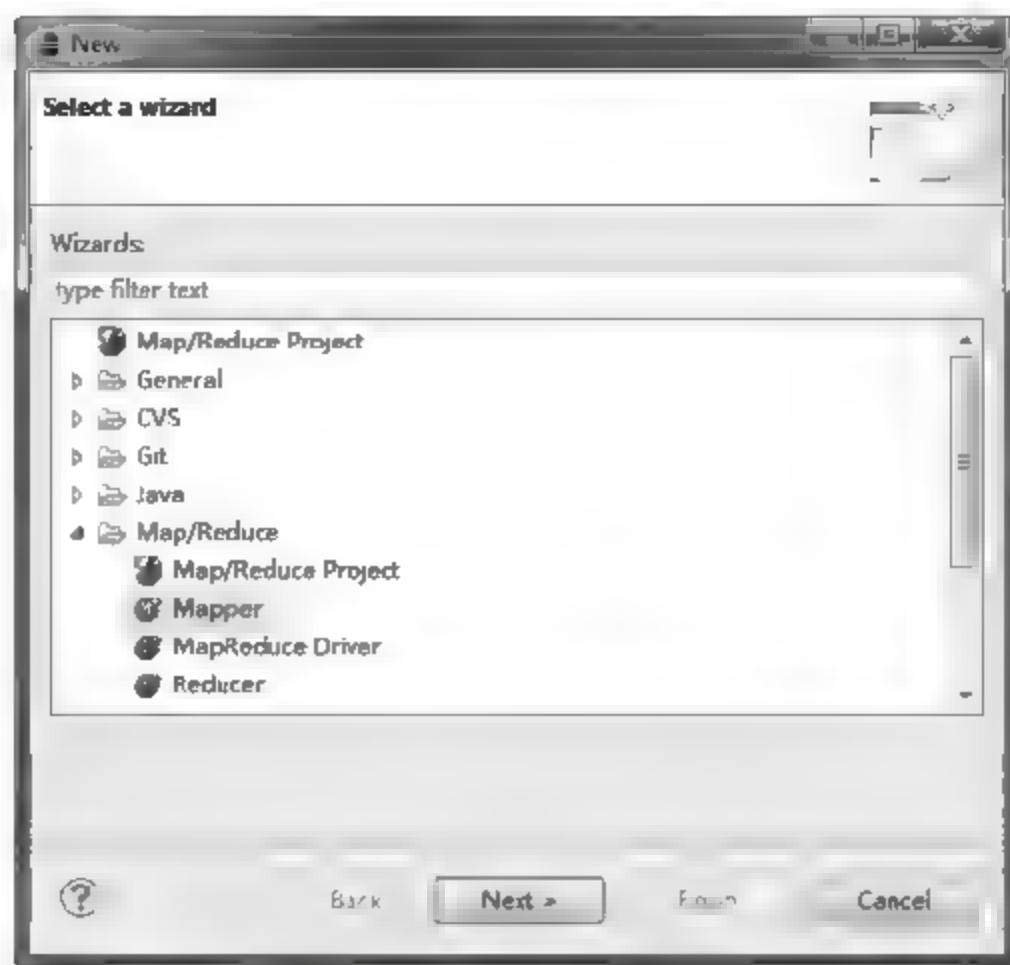 New
Select a wizard
Wizards:
type filter text
Map/Reduce Project
General
CVS
Git
Java
Map/Reduce
Map/Reduce Project
Mapper
MapReduce Driver
Reducer
Back Next > Cancel